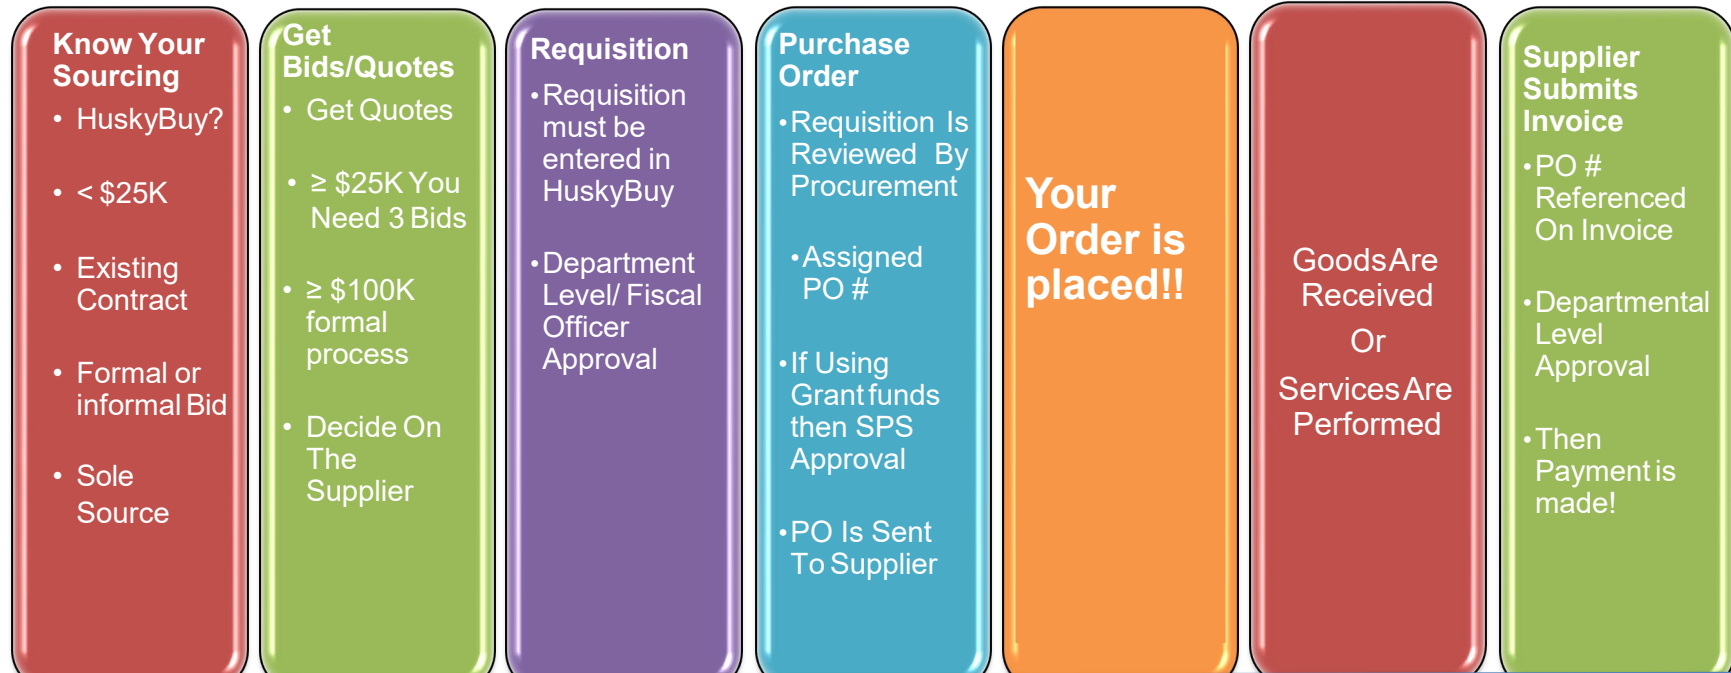 Know Your
Sourcing
• HuskyBuy?
• < $25K
• Existing
Contract
• Formal or
informal Bid
• Sole
Source
Get
Bids/Quotes
• Get Quotes
• ≥ $25K You
Need 3 Bids
• ≥ $100K
formal
process
• Decide On
The
Supplier
Requisition
• Requisition
must be
entered in
HuskyBuy
• Department
Level/ Fiscal
Officer
Approval
Purchase
Order
• Requisition Is
Reviewed By
Procurement
• Assigned
PO #
• If Using
Grant funds
then SPS
Approval
• PO Is Sent
To Supplier
Your
Order is
placed!!
Goods Are
Received
Or
Services Are
Performed
Supplier
Submits
Invoice
• PO #
Referenced
On Invoice
• Departmental
Level
Approval
• Then
Payment is
made!